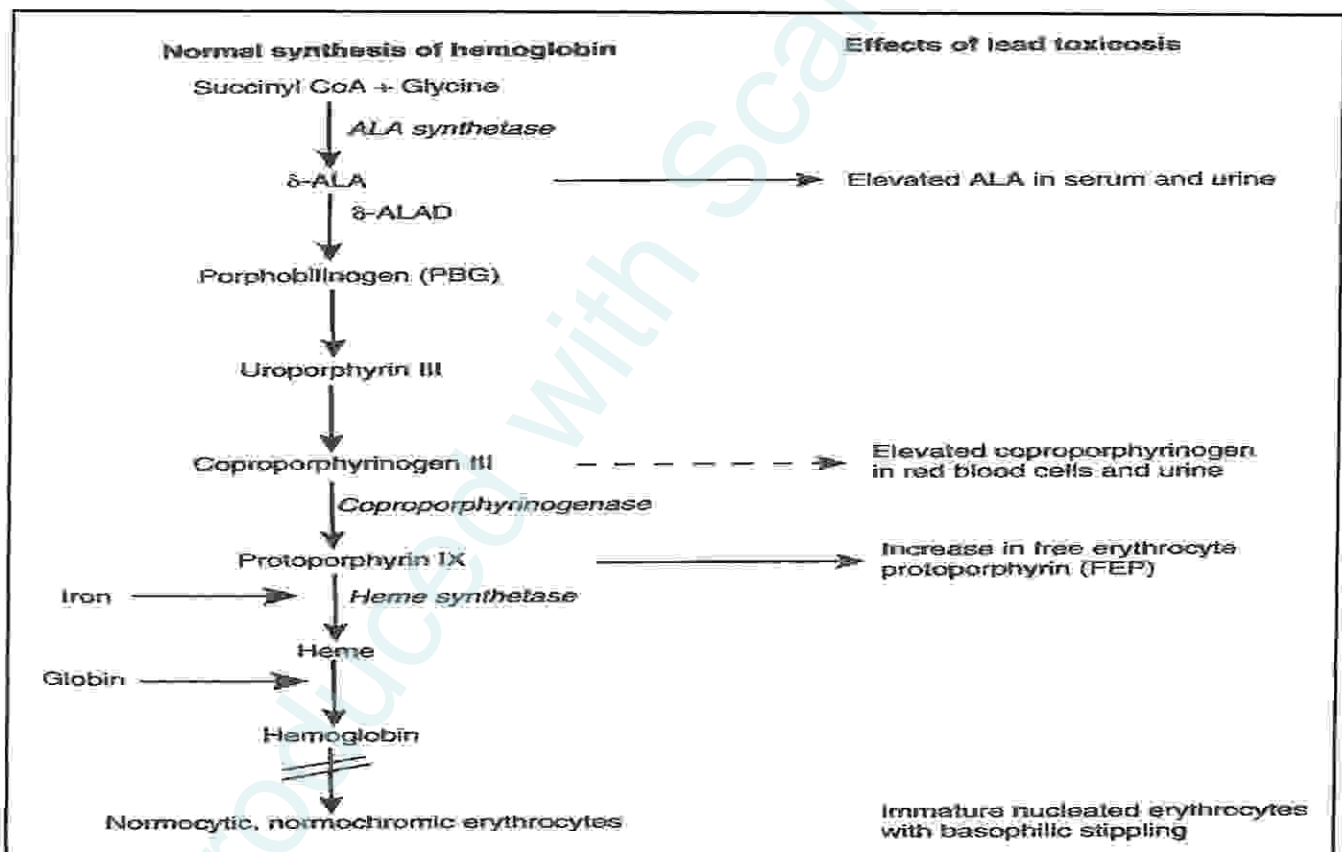 Normal synthesis of hemoglobin
Effects of lead toxicosis
Succinyl CoA + Glycine
ALA synthetase
δ-ALA
Elevated ALA in serum and urine
δ-ALAD
Porphobilinogen (PBG)
Uroporphyrin III
Coproporphyrinogen III
Elevated coproporphyrinogen
in red blood cells and urine
Coproporphyrinogenase
Protoporphyrin IX
Increase in free erythrocyte
protoporphyrin (FEP)
Iron
Heme synthetase
Heme
Globin
Hemoglobin
Normocytic, normochromic erythrocytes
Immature nucleated erythrocytes
with basophilic stippling
oduced with Sca